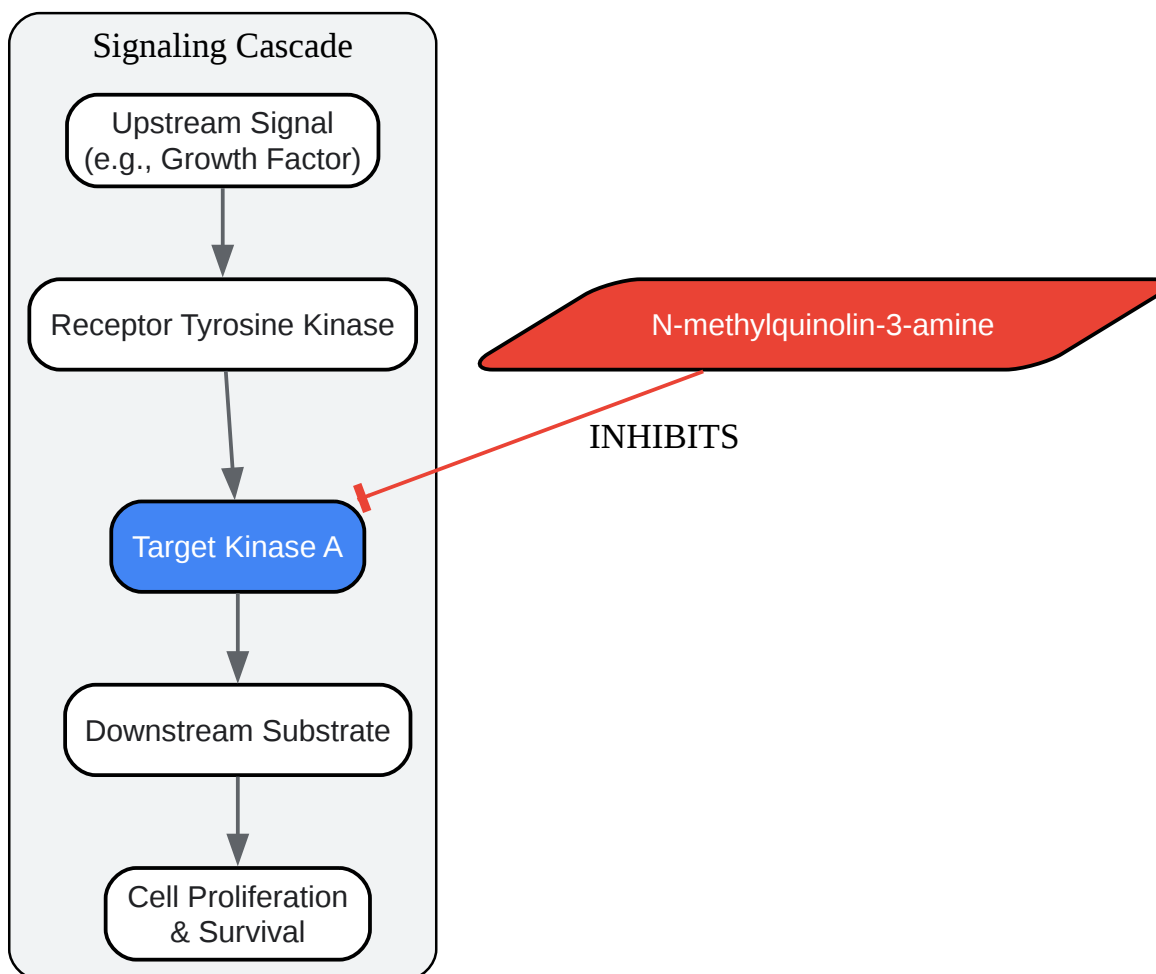 Signaling Cascade
Upstream Signal
(e.g., Growth Factor)
Receptor Tyrosine Kinase
N-methylquinolin-3-amine
INHIBITS
Target Kinase A
Downstream Substrate
Cell Proliferation
& Survival